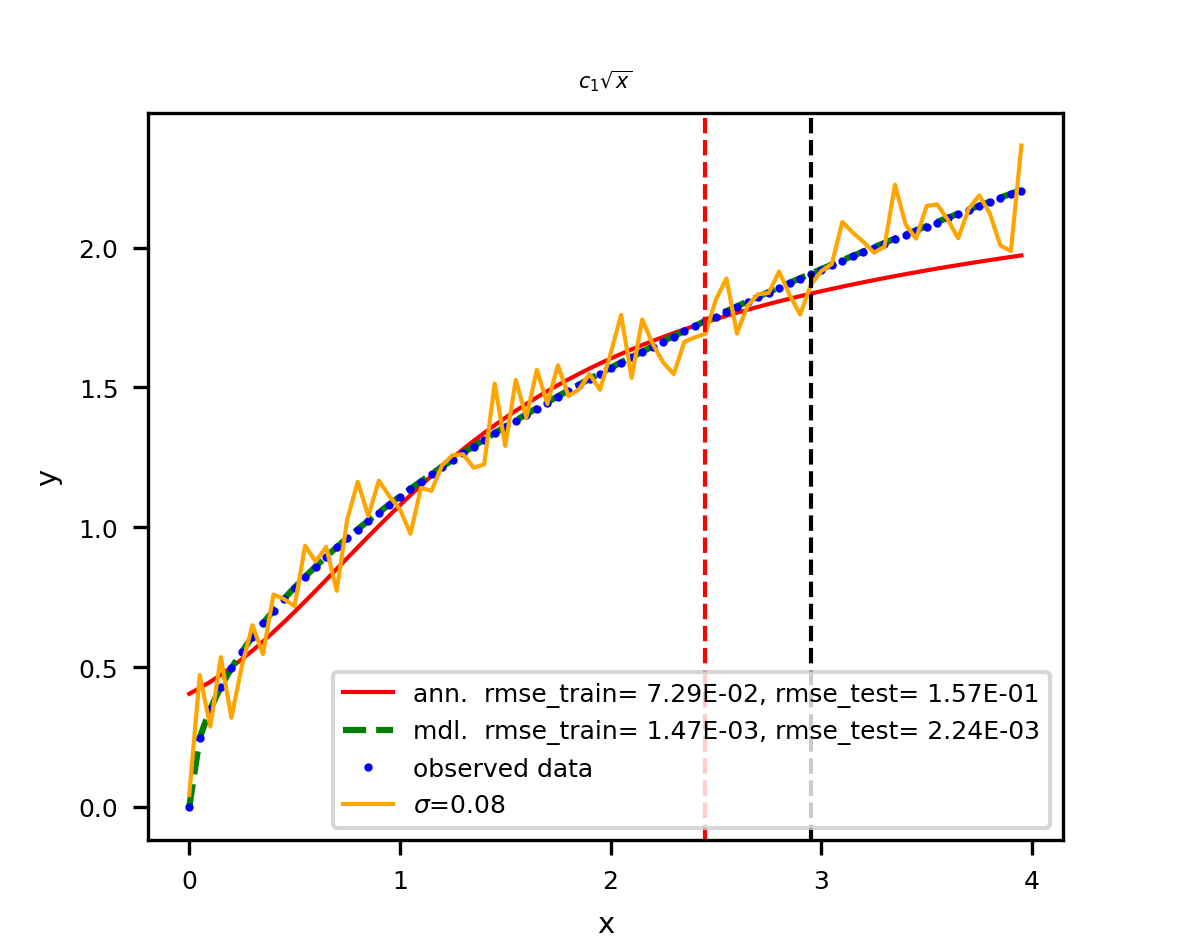 c₁√x
y
2.0
1.5
1.0
0.5
0.0
ann.  rmse_train= 7.29E-02, rmse_test= 1.57E-01
mdl.  rmse_train= 1.47E-03, rmse_test= 2.24E-03
observed data
σ=0.08
0 1 2 3 4
x